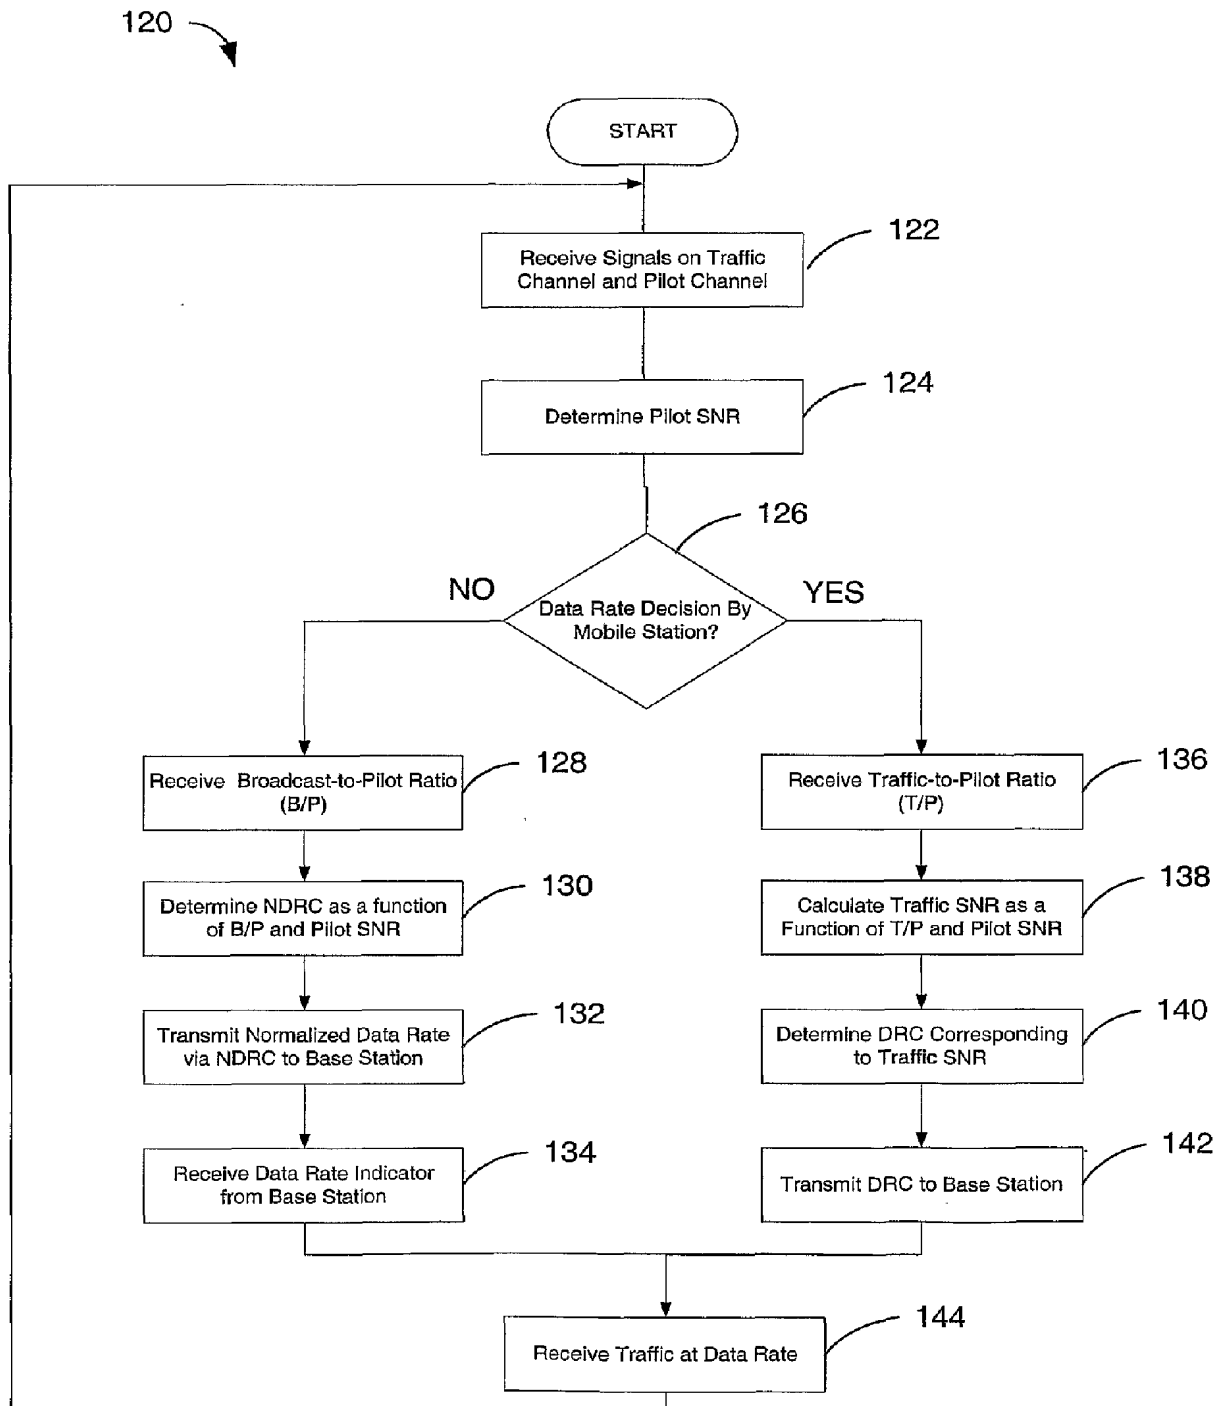 120
START
122
Receive Signals on Traffic
Channel and Pilot Channel
124
Determine Pilot SNR
126
NO
YES
Data Rate Decision By
Mobile Station?
128
Receive Broadcast-to-Pilot Ratio
(B/P)
136
Receive Traffic-to-Pilot Ratio
(T/P)
130
Determine NDRC as a function
of B/P and Pilot SNR
138
Calculate Traffic SNR as a
Function of T/P and Pilot SNR
132
Transmit Normalized Data Rate
via NDRC to Base Station
140
Determine DRC Corresponding
to Traffic SNR
134
Receive Data Rate Indicator
from Base Station
142
Transmit DRC to Base Station
144
Receive Traffic at Data Rate